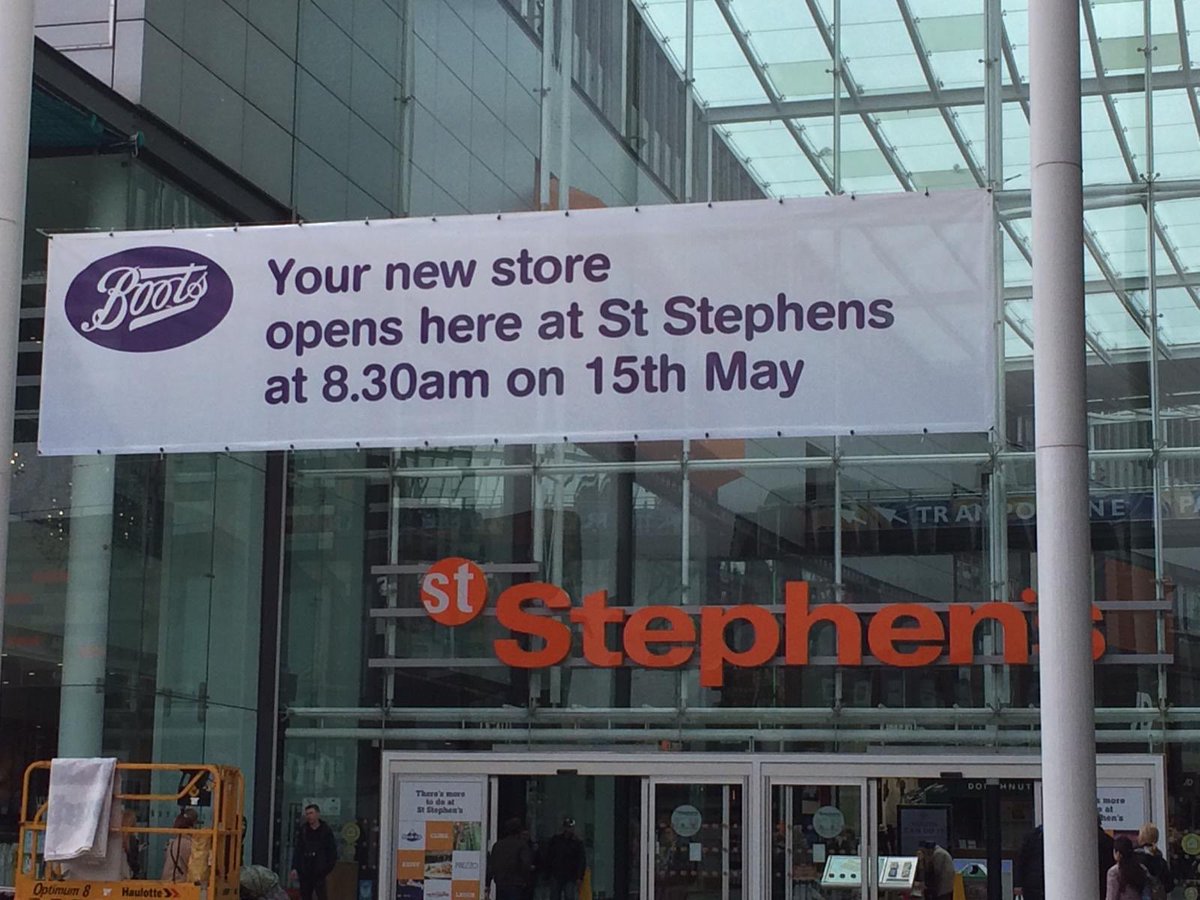 Boots
Your new store
opens here at St Stephens
at 8.30am on 15th May
TRAMPOLINE
st Stephen's
There's more
to do at
St Stephen's
DOUGHNUT
Optimum 8
Haulotte